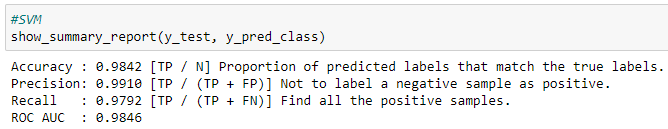 #SVM
show_summary_report(y_test, y_pred_class)
Accuracy : 0.9842 [TP / N] Proportion of predicted labels that match the true labels.
Precision: 0.9910 [TP / (TP + FP)] Not to label a negative sample as positive.
Recall   : 0.9792 [TP / (TP + FN)] Find all the positive samples.
ROC AUC  : 0.9846